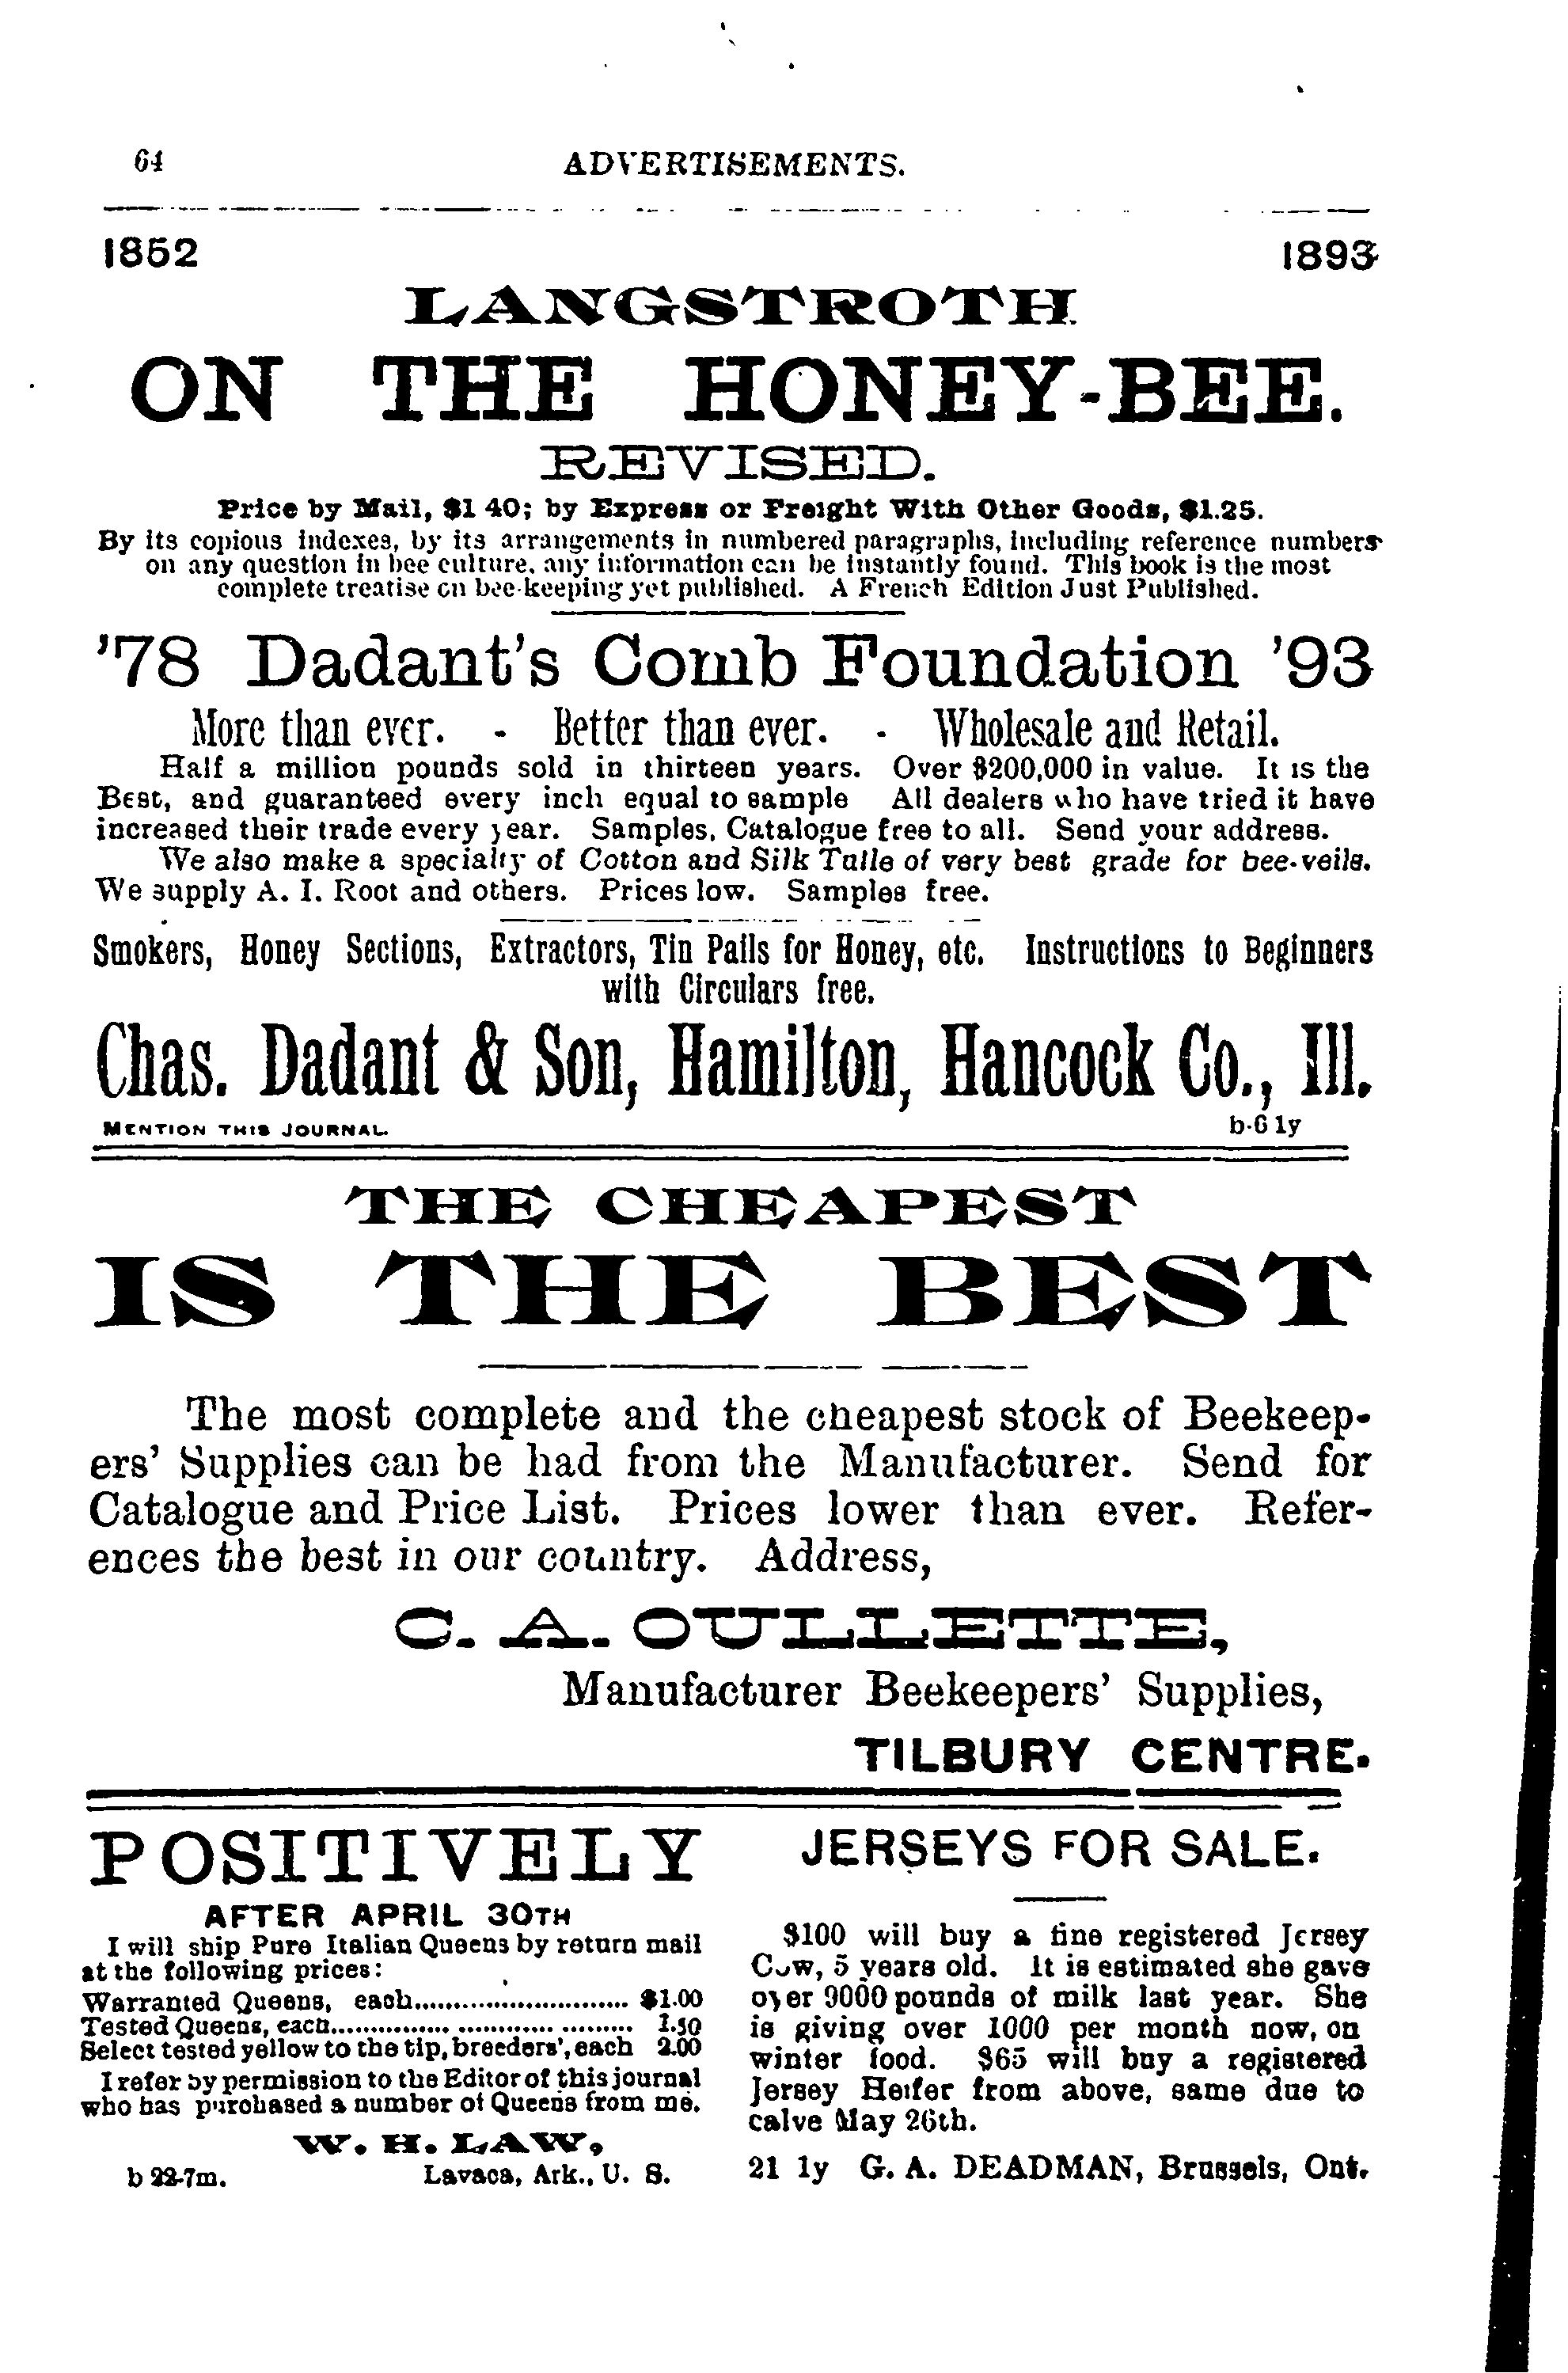 64
ADVERTISEMENTS.
1852
1893
LANGSTROTH
ON THE HONEY-BEE.
REVISED.
Price by Mail, $1 40; by Express or Freight With Other Goods, $1.25.
By its copious indexes, by its arrangements in numbered paragraphs, including reference numbers
on any question in bee culture, any information can be instantly found. This book is the most
complete treatise on bee-keeping yet published. A French Edition Just Published.
'78 Dadant's Comb Foundation '93
More than ever. - Better than ever. - Wholesale and Retail.
Half a million pounds sold in thirteen years. Over $200,000 in value. It is the
Best, and guaranteed every inch equal to sample All dealers who have tried it have
increased their trade every year. Samples, Catalogue free to all. Send your address.
We also make a specialty of Cotton and Silk Tulle of very best grade for bee-veils.
We supply A. I. Root and others. Prices low. Samples free.
Smokers, Honey Sections, Extractors, Tin Pails for Honey, etc. Instructions to Beginners
with Circulars free.
Chas. Dadant & Son, Hamilton, Hancock Co., Ill.
MENTION THIS JOURNAL.
b-6 1y
THE CHEAPEST
IS THE BEST
The most complete and the cheapest stock of Beekeep-
ers' Supplies can be had from the Manufacturer. Send for
Catalogue and Price List. Prices lower than ever. Refer-
ences the best in our country. Address,
C. A. OULLETTE,
Manufacturer Beekeepers' Supplies,
TILBURY CENTRE.
POSITIVELY
AFTER APRIL 30TH
I will ship Pure Italian Queens by return mail
at the following prices:
Warranted Queens, each............................ $1.00
Tested Queens, each.................................... 1.50
Select tested yellow to the tip, breeders', each 2.00
I refer by permission to the Editor of this journal
who has purchased a number of Queens from me.
W. H. LAW,
b 22-7m. Lavaca, Ark., U. S.
JERSEYS FOR SALE.
$100 will buy a fine registered Jersey
Cow, 5 years old. It is estimated she gave
over 9000 pounds of milk last year. She
is giving over 1000 per month now, on
winter food. $65 will buy a registered
Jersey Heifer from above, same due to
calve May 26th.
21 1y G. A. DEADMAN, Brussels, Ont.